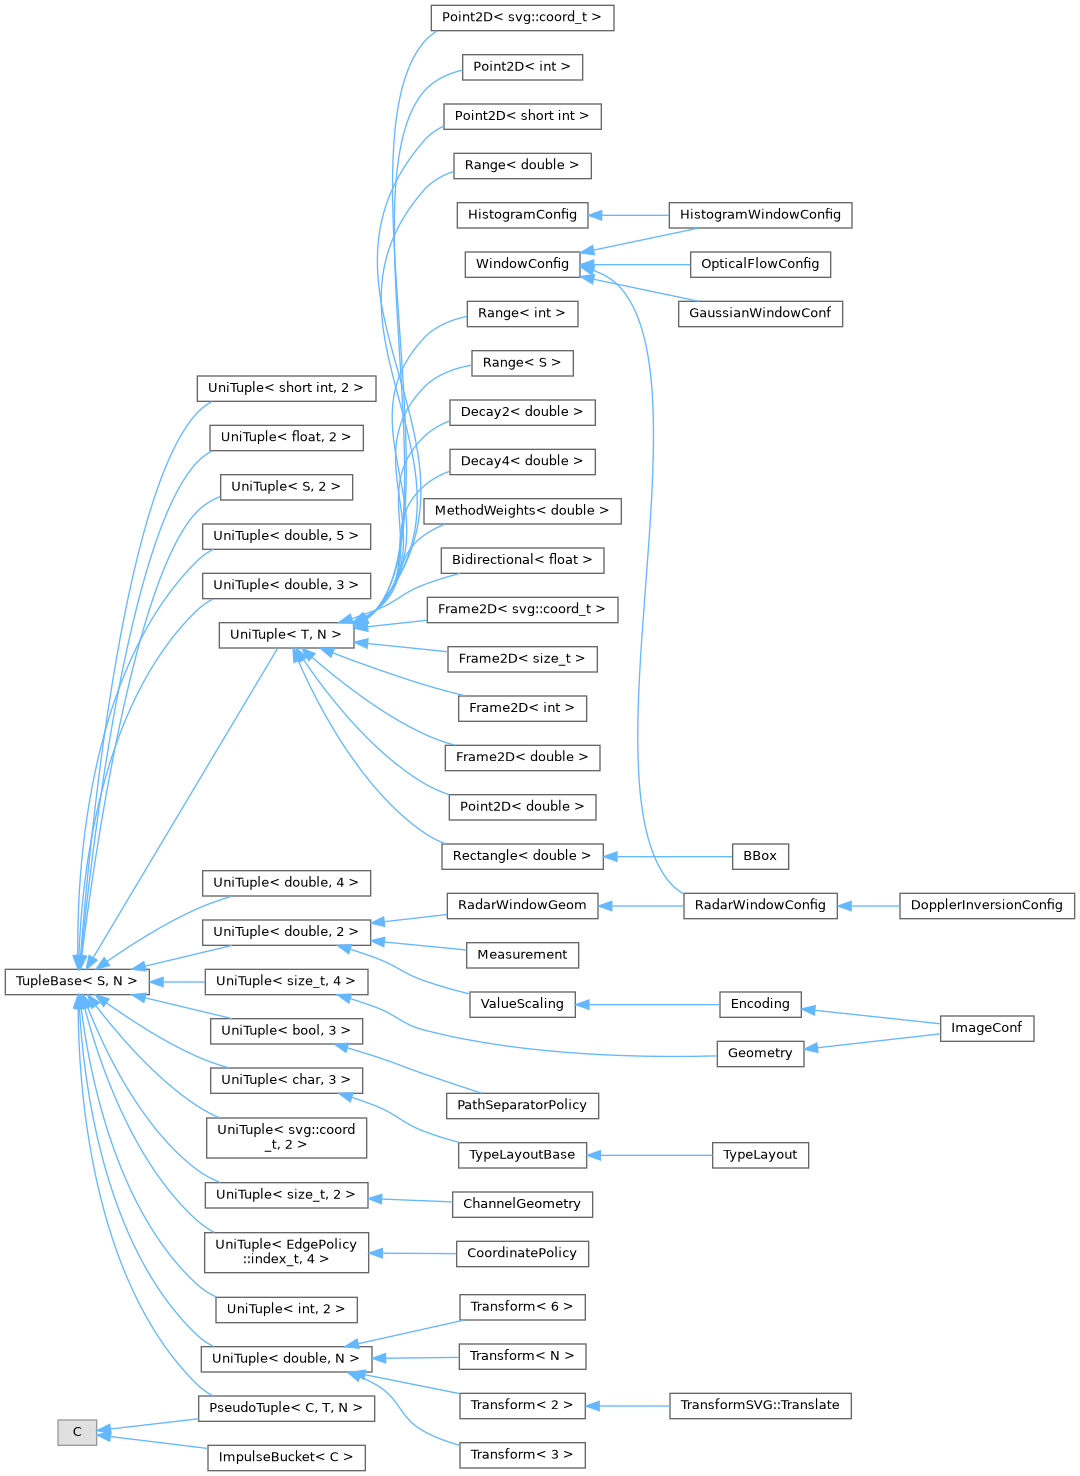 Point2D< svg::coord_t >
Point2D< int >
Point2D< short int >
Range< double >
HistogramConfig
HistogramWindowConfig
WindowConfig
OpticalFlowConfig
Range< int >
GaussianWindowConf
Range< S >
UniTuple< short int, 2 >
Decay2< double >
UniTuple< float, 2 >
Decay4< double >
UniTuple< S, 2 >
MethodWeights< double >
UniTuple< double, 5 >
Bidirectional< float >
UniTuple< double, 3 >
Frame2D< svg::coord_t >
UniTuple< T, N >
Frame2D< size_t >
Frame2D< int >
Frame2D< double >
Point2D< double >
Rectangle< double >
BBox
UniTuple< double, 4 >
RadarWindowGeom
RadarWindowConfig
DopplerInversionConfig
UniTuple< double, 2 >
Measurement
TupleBase< S, N >
UniTuple< size_t, 4 >
ValueScaling
Encoding
ImageConf
UniTuple< bool, 3 >
Geometry
UniTuple< char, 3 >
PathSeparatorPolicy
UniTuple< svg::coord
_t, 2 >
TypeLayoutBase
TypeLayout
UniTuple< size_t, 2 >
ChannelGeometry
UniTuple< EdgePolicy
::index_t, 4 >
CoordinatePolicy
UniTuple< int, 2 >
Transform< 6 >
UniTuple< double, N >
Transform< N >
PseudoTuple< C, T, N >
Transform< 2 >
TransformSVG::Translate
C
ImpulseBucket< C >
Transform< 3 >